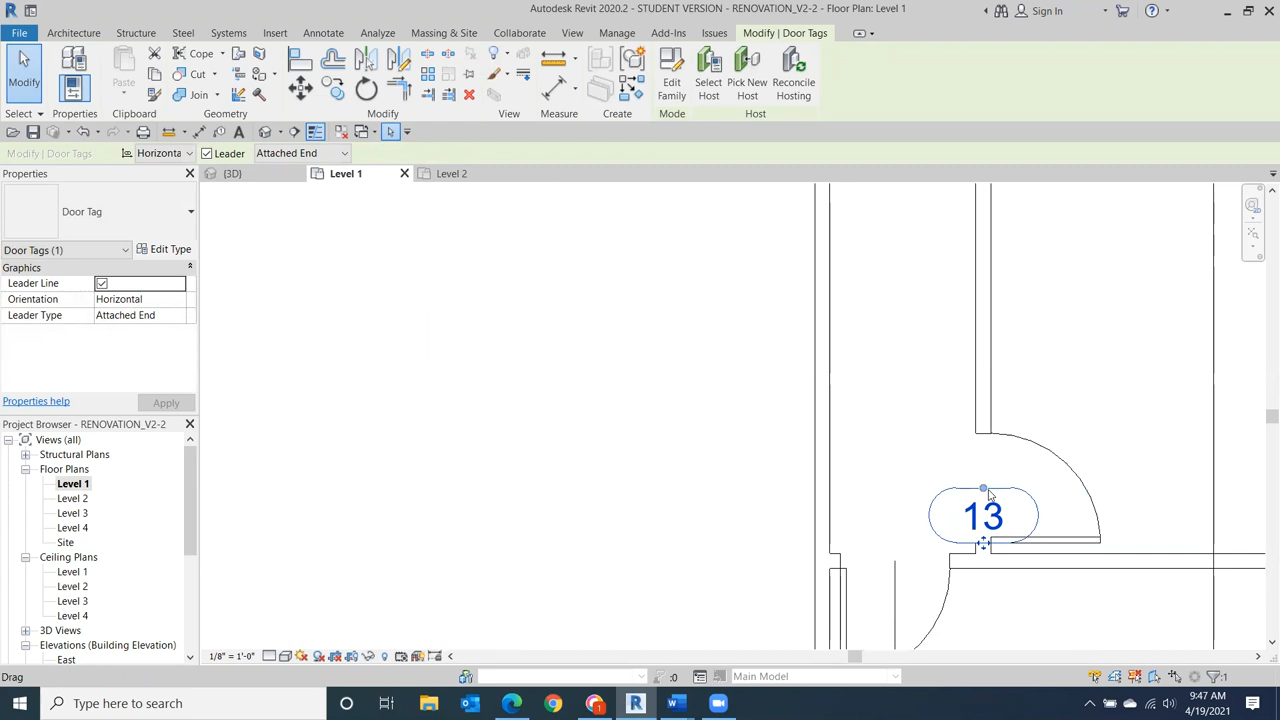 Autodesk Revit 2020.2 - STUDENT VERSION - RENOVATION_V2-2 - Floor Plan: Level 1
Sign In
File Architecture Structure Steel Systems Insert Annotate Analyze Massing & Site Collaborate View Manage Add-Ins Issues Modify | Door Tags
Modify
Paste
Cope
Cut
Join
Edit Family
Select Host
Pick New Host
Reconcile Hosting
Select Properties Clipboard Geometry Modify View Measure Create Mode Host
Modify | Door Tags Horizonta Leader Attached End
Properties
{3D} Level 1 Level 2
Door Tag
Door Tags (1) Edit Type
Graphics
Leader Line
Orientation Horizontal
Leader Type Attached End
Properties help Apply
Project Browser - RENOVATION_V2-2
Views (all)
Structural Plans
Floor Plans
Level 1
Level 2
Level 3
Level 4
Site
Ceiling Plans
Level 1
Level 2
Level 3
Level 4
3D Views
Elevations (Building Elevation)
East
13
1/8" = 1'-0"
Drag :0 Main Model :1
Type here to search
9:47 AM
4/19/2021